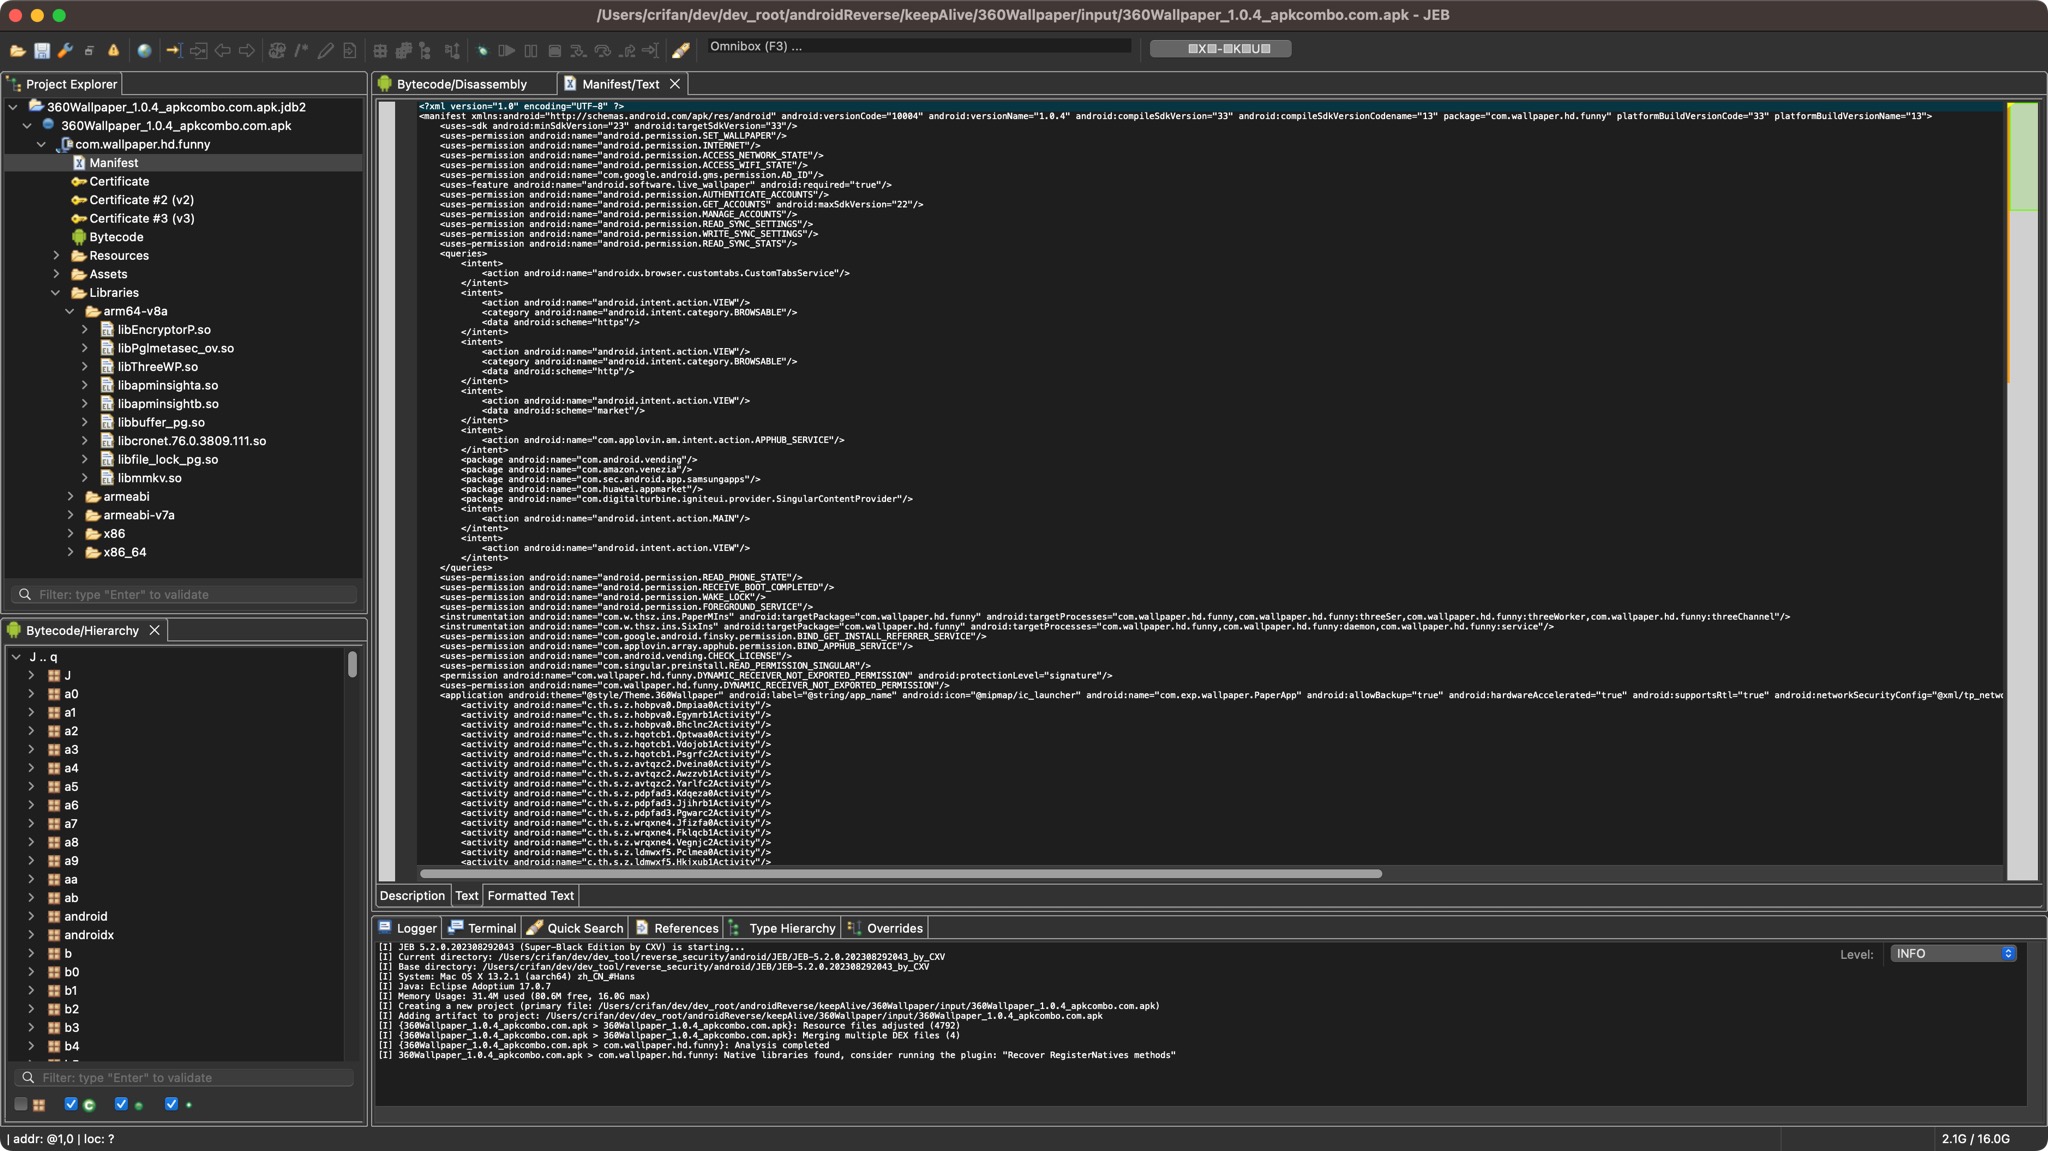 /Users/crifan/dev/dev_root/androidReverse/keepAlive/360Wallpaper/input/360Wallpaper_1.0.4_apkcombo.com.apk - JEB
Omnibox (F3) ...
Project Explorer
360Wallpaper_1.0.4_apkcombo.com.apk.jdb2
360Wallpaper_1.0.4_apkcombo.com.apk
com.wallpaper.hd.funny
Manifest
Certificate
Certificate #2 (v2)
Certificate #3 (v3)
Bytecode
Resources
Assets
Libraries
arm64-v8a
libEncryptorP.so
libPglmetasec_ov.so
libThreeWP.so
libapminsighta.so
libapminsightb.so
libbuffer_pg.so
libcronet.76.0.3809.111.so
libfile_lock_pg.so
libmmkv.so
armeabi
armeabi-v7a
x86
x86_64
Filter: type "Enter" to validate
Bytecode/Hierarchy
J .. q
J
a0
a1
a2
a3
a4
a5
a6
a7
a8
a9
aa
ab
android
androidx
b
b0
b1
b2
b3
b4
Filter: type "Enter" to validate
Bytecode/Disassembly
Manifest/Text
<?xml version="1.0" encoding="UTF-8" ?>
<manifest xmlns:android="http://schemas.android.com/apk/res/android" android:versionCode="10004" android:versionName="1.0.4" android:compileSdkVersion="33" android:compileSdkVersionCodename="13" package="com.wallpaper.hd.funny" platformBuildVersionCode="33" platformBuildVersionName="13">
<uses-sdk android:minSdkVersion="23" android:targetSdkVersion="33"/>
<uses-permission android:name="android.permission.SET_WALLPAPER"/>
<uses-permission android:name="android.permission.INTERNET"/>
<uses-permission android:name="android.permission.ACCESS_NETWORK_STATE"/>
<uses-permission android:name="android.permission.ACCESS_WIFI_STATE"/>
<uses-permission android:name="com.google.android.gms.permission.AD_ID"/>
<uses-feature android:name="android.software.live_wallpaper" android:required="true"/>
<uses-permission android:name="android.permission.AUTHENTICATE_ACCOUNTS"/>
<uses-permission android:name="android.permission.GET_ACCOUNTS" android:maxSdkVersion="22"/>
<uses-permission android:name="android.permission.MANAGE_ACCOUNTS"/>
<uses-permission android:name="android.permission.READ_SYNC_SETTINGS"/>
<uses-permission android:name="android.permission.WRITE_SYNC_SETTINGS"/>
<uses-permission android:name="android.permission.READ_SYNC_STATS"/>
<queries>
<intent>
<action android:name="androidx.browser.customtabs.CustomTabsService"/>
</intent>
<intent>
<action android:name="android.intent.action.VIEW"/>
<category android:name="android.intent.category.BROWSABLE"/>
<data android:scheme="https"/>
</intent>
<intent>
<action android:name="android.intent.action.VIEW"/>
<category android:name="android.intent.category.BROWSABLE"/>
<data android:scheme="http"/>
</intent>
<intent>
<action android:name="android.intent.action.VIEW"/>
<data android:scheme="market"/>
</intent>
<intent>
<action android:name="com.applovin.am.intent.action.APPHUB_SERVICE"/>
</intent>
<package android:name="com.android.vending"/>
<package android:name="com.amazon.venezia"/>
<package android:name="com.sec.android.app.samsungapps"/>
<package android:name="com.huawei.appmarket"/>
<package android:name="com.digitalturbine.igniteui.provider.SingularContentProvider"/>
<intent>
<action android:name="android.intent.action.MAIN"/>
</intent>
<intent>
<action android:name="android.intent.action.VIEW"/>
</intent>
</queries>
<uses-permission android:name="android.permission.READ_PHONE_STATE"/>
<uses-permission android:name="android.permission.RECEIVE_BOOT_COMPLETED"/>
<uses-permission android:name="android.permission.WAKE_LOCK"/>
<uses-permission android:name="android.permission.FOREGROUND_SERVICE"/>
<instrumentation android:name="com.w.thsz.ins.PaperMIns" android:targetPackage="com.wallpaper.hd.funny" android:targetProcesses="com.wallpaper.hd.funny,com.wallpaper.hd.funny:threeSer,com.wallpaper.hd.funny:threeWorker,com.wallpaper.hd.funny:threeChannel"/>
<instrumentation android:name="com.w.thsz.ins.SixIns" android:targetPackage="com.wallpaper.hd.funny" android:targetProcesses="com.wallpaper.hd.funny,com.wallpaper.hd.funny:daemon,com.wallpaper.hd.funny:service"/>
<uses-permission android:name="com.google.android.finsky.permission.BIND_GET_INSTALL_REFERRER_SERVICE"/>
<uses-permission android:name="com.applovin.array.apphub.permission.BIND_APPHUB_SERVICE"/>
<uses-permission android:name="com.android.vending.CHECK_LICENSE"/>
<uses-permission android:name="com.singular.preinstall.READ_PERMISSION_SINGULAR"/>
<permission android:name="com.wallpaper.hd.funny.DYNAMIC_RECEIVER_NOT_EXPORTED_PERMISSION" android:protectionLevel="signature"/>
<uses-permission android:name="com.wallpaper.hd.funny.DYNAMIC_RECEIVER_NOT_EXPORTED_PERMISSION"/>
<application android:theme="@style/Theme.360Wallpaper" android:label="@string/app_name" android:icon="@mipmap/ic_launcher" android:name="com.exp.wallpaper.PaperApp" android:allowBackup="true" android:hardwareAccelerated="true" android:supportsRtl="true" android:networkSecurityConfig="@xml/tp_netwo
<activity android:name="c.th.s.z.hobpva0.Dmpiaa0Activity"/>
<activity android:name="c.th.s.z.hobpva0.Egymrb1Activity"/>
<activity android:name="c.th.s.z.hobpva0.Bhclnc2Activity"/>
<activity android:name="c.th.s.z.hqotcb1.Qptwaa0Activity"/>
<activity android:name="c.th.s.z.hqotcb1.Vdojob1Activity"/>
<activity android:name="c.th.s.z.hqotcb1.Psgrfc2Activity"/>
<activity android:name="c.th.s.z.avtqzc2.Dveina0Activity"/>
<activity android:name="c.th.s.z.avtqzc2.Awzzvb1Activity"/>
<activity android:name="c.th.s.z.avtqzc2.Yarlfc2Activity"/>
<activity android:name="c.th.s.z.pdpfad3.Kdqeza0Activity"/>
<activity android:name="c.th.s.z.pdpfad3.Jjihrb1Activity"/>
<activity android:name="c.th.s.z.pdpfad3.Pgwarc2Activity"/>
<activity android:name="c.th.s.z.wrqxne4.Jfizfa0Activity"/>
<activity android:name="c.th.s.z.wrqxne4.Fklqcb1Activity"/>
<activity android:name="c.th.s.z.wrqxne4.Vegnjc2Activity"/>
<activity android:name="c.th.s.z.ldmwxf5.Pclmea0Activity"/>
<activity android:name="c.th.s.z.ldmwxf5.Hkjxub1Activity"/>
Description
Text
Formatted Text
Logger
Terminal
Quick Search
References
Type Hierarchy
Overrides
[I] JEB 5.2.0.202308292043 (Super-Black Edition by CXV) is starting...
[I] Current directory: /Users/crifan/dev/dev_tool/reverse_security/android/JEB/JEB-5.2.0.202308292043_by_CXV
[I] Base directory: /Users/crifan/dev/dev_tool/reverse_security/android/JEB/JEB-5.2.0.202308292043_by_CXV
[I] System: Mac OS X 13.2.1 (aarch64) zh_CN_#Hans
[I] Java: Eclipse Adoptium 17.0.7
[I] Memory Usage: 31.4M used (80.6M free, 16.0G max)
[I] Creating a new project (primary file: /Users/crifan/dev/dev_root/androidReverse/keepAlive/360Wallpaper/input/360Wallpaper_1.0.4_apkcombo.com.apk)
[I] Adding artifact to project: /Users/crifan/dev/dev_root/androidReverse/keepAlive/360Wallpaper/input/360Wallpaper_1.0.4_apkcombo.com.apk
[I] {360Wallpaper_1.0.4_apkcombo.com.apk > 360Wallpaper_1.0.4_apkcombo.com.apk}: Resource files adjusted (4792)
[I] {360Wallpaper_1.0.4_apkcombo.com.apk > 360Wallpaper_1.0.4_apkcombo.com.apk}: Merging multiple DEX files (4)
[I] {360Wallpaper_1.0.4_apkcombo.com.apk > com.wallpaper.hd.funny}: Analysis completed
[I] 360Wallpaper_1.0.4_apkcombo.com.apk > com.wallpaper.hd.funny: Native libraries found, consider running the plugin: "Recover RegisterNatives methods"
Level:
INFO
| addr: @1,0 | loc: ?
2.1G / 16.0G